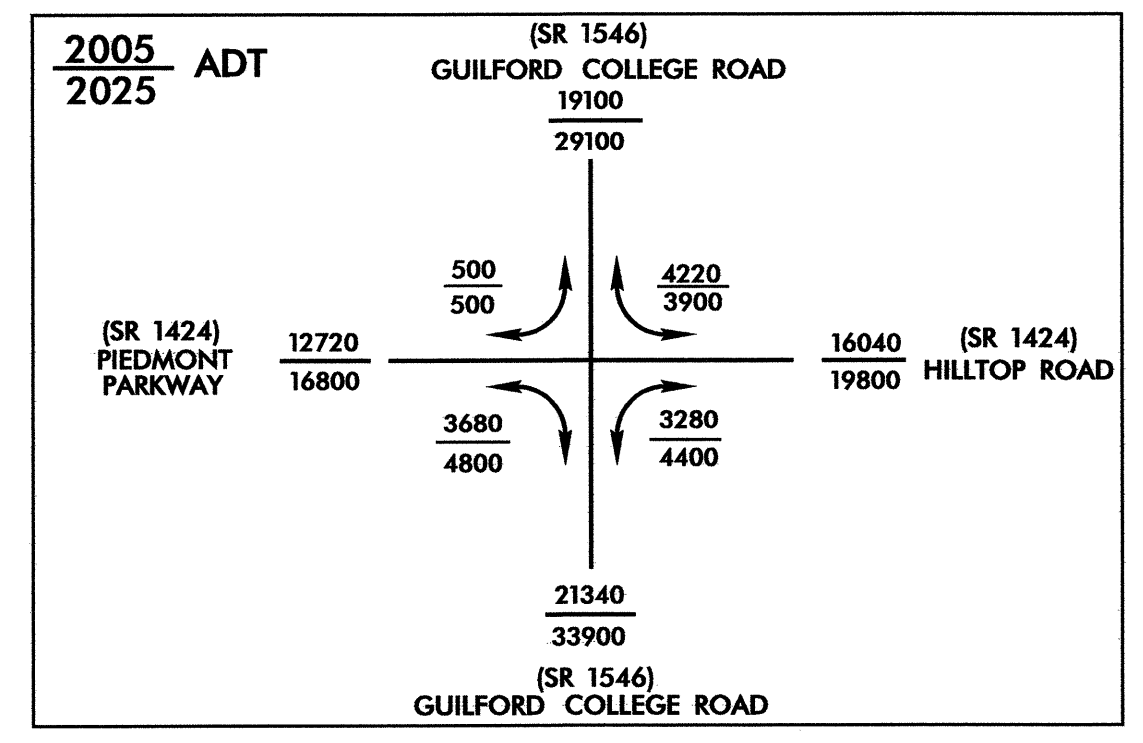 2005
2025
ADT
(SR 1546)
GUILFORD COLLEGE ROAD
19100
29100
500
500
4220
3900
(SR 1424)
PIEDMONT
PARKWAY
12720
16800
16040
19800
(SR 1424)
HILLTOP ROAD
3680
4800
3280
4400
21340
33900
(SR 1546)
GUILFORD COLLEGE ROAD